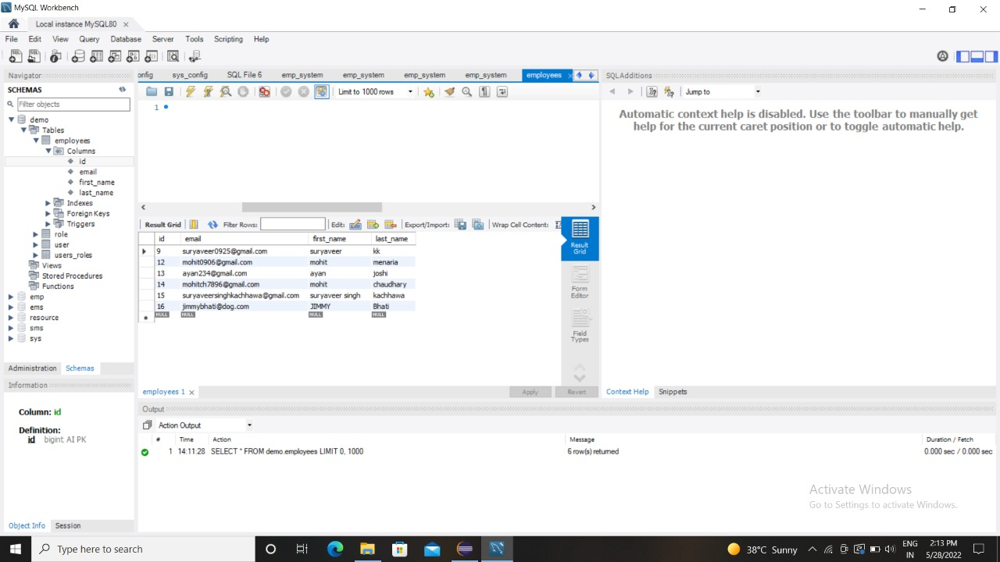 MySQL Workbench
Local instance MySQL80
File Edit View Query Database Server Tools Scripting Help
Navigator
SCHEMAS
Filter objects
demo
Tables
employees
Columns
id
email
first_name
last_name
Indexes
Foreign Keys
Triggers
role
user
users_roles
Views
Stored Procedures
Functions
emp
ems
resource
sms
sys
Administration Schemas
Information
Column: id
Definition:
id bigint AI PK
Object Info Session
onfig sys_config SQL File 6 emp_system emp_system emp_system emp_system employees
Limit to 1000 rows
1
Result Grid Filter Rows: Edit: Export/Import: Wrap Cell Content:
id email first_name last_name
9 suryaveer0925@gmail.com suryaveer kk
12 mohit0906@gmail.com mohit menaria
13 ayan234@gmail.com ayan joshi
14 mohitch7896@gmail.com mohit chaudhary
15 suryaveersinghkachhawa@gmail.com suryaveer singh kachhawa
16 jimmybhati@dog.com JIMMY Bhati
NULL NULL NULL NULL
Result
Grid
Form
Editor
Field
Types
employees 1 Apply Revert
SQLAdditions
Jump to
Automatic context help is disabled. Use the toolbar to manually get
help for the current caret position or to toggle automatic help.
Context Help Snippets
Output
Action Output
# Time Action Message Duration / Fetch
1 14:11:28 SELECT * FROM demo.employees LIMIT 0, 1000 6 row(s) returned 0.000 sec / 0.000 sec
Activate Windows
Go to Settings to activate Windows.
Type here to search
38°C Sunny
ENG
IN
2:13 PM
5/28/2022